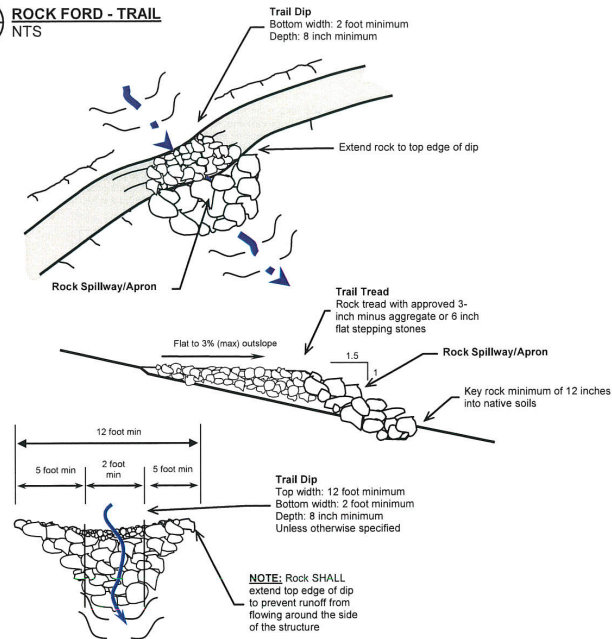 ROCK FORD - TRAIL
NTS
Trail Dip
Bottom width: 2 foot minimum
Depth: 8 inch minimum
Extend rock to top edge of dip
Rock Spillway/Apron
Trail Tread
Rock tread with approved 3-
inch minus aggregate or 6 inch
flat stepping stones
Flat to 3% (max) outslope
1.5
1
Rock Spillway/Apron
Key rock minimum of 12 inches
into native soils
12 foot min
5 foot min
2 foot
min
5 foot min
Trail Dip
Top width: 12 foot minimum
Bottom width: 2 foot minimum
Depth: 8 inch minimum
Unless otherwise specified
NOTE: Rock SHALL
extend top edge of dip
to prevent runoff from
flowing around the side
of the structure